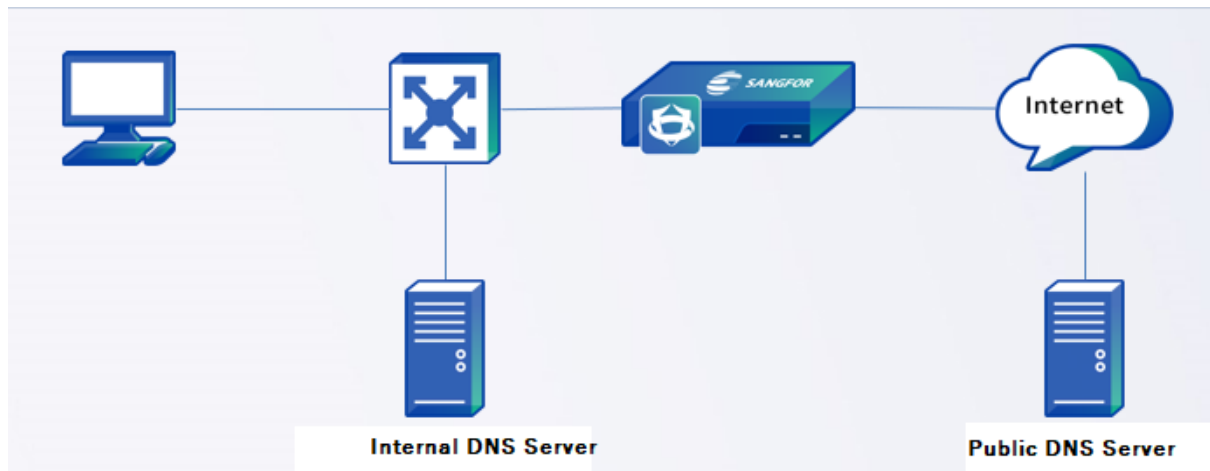 SANGFOR
Internet
Internal DNS Server
Public DNS Server